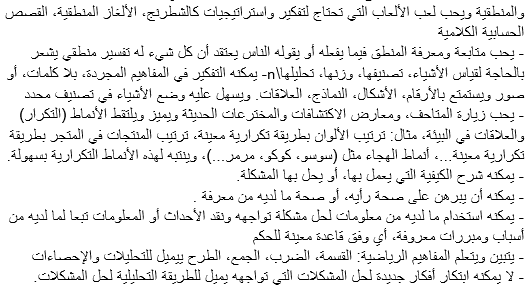 والمنطقية ويحب لعب الألعاب التي تحتاج لتفكير واستراتيجيات كالشطرنج، الألغاز المنطقية، القصص
الحسابية الكلامية
- يحب متابعة ومعرفة المنطق فيما يفعله أو يقوله الناس يعتقد أن كل شيء له تفسير منطقي يشعر
بالحاجة لقياس الأشياء، تصنيفها، وزنها، تحليلها\n- يمكنه التفكير في المفاهيم المجردة، بلا كلمات، أو
صور ويستمتع بالأرقام، الأشكال، النماذج، العلاقات. ويسهل عليه وضع الأشياء في تصنيف محدد
- يحب زيارة المتاحف، ومعارض الاكتشافات والمخترعات الحديثة ويميز ويلتقط الأنماط (التكرار)
والعلاقات في البيئة، مثال: ترتيب الألوان بطريقة تكرارية معينة، ترتيب المنتجات في المتجر بطريقة
تكرارية معينة...، أنماط الهجاء مثل (سوسو، كوكو، مرمر...)، وينتبه لهذه الأنماط التكرارية بسهولة.
- يمكنه شرح الكيفية التي يعمل بها، أو يحل بها المشكلة.
- يمكنه أن يبرهن على صحة رأيه، أو صحة ما لديه من معرفة .
- يمكنه استخدام ما لديه من معلومات لحل مشكلة تواجهه ونقد الأحداث أو المعلومات تبعا لما لديه من
أسباب ومبررات معروفة، أي وفق قاعدة معينة للحكم
- يتبين ويتعلم المفاهيم الرياضية: القسمة، الضرب، الجمع، الطرح يييميل للتحليلات والإحصاءات
- لا يمكنه ابتكار أفكار جديدة لحل المشكلات التي تواجهه يميل للطريقة التحليلية لحل المشكلات.